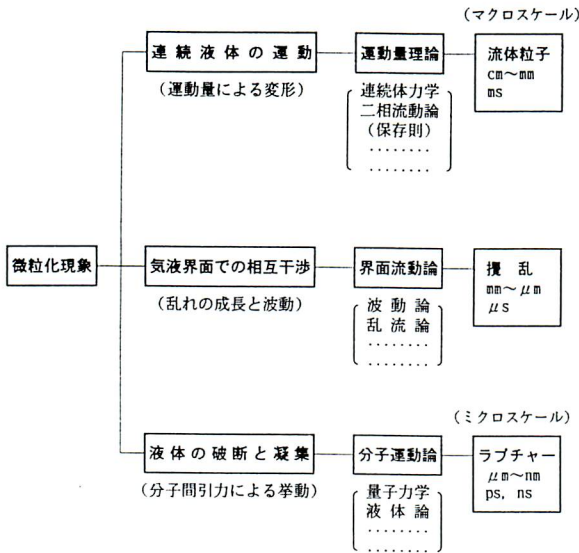 (マクロスケール)
連続液体の運動
運動量理論
流体粒子
cm～mm
ms
(運動量による変形)
連続体力学
二相流動論
(保存則)
........
........
微粒化現象
気液界面での相互干渉
界面流動論
攪乱
mm～μm
μs
(乱れの成長と波動)
波動論
乱流論
........
........
(ミクロスケール)
液体の破断と凝集
分子運動論
ラプチャー
μm～nm
ps, ns
(分子間引力による挙動)
量子力学
液体論
........
........